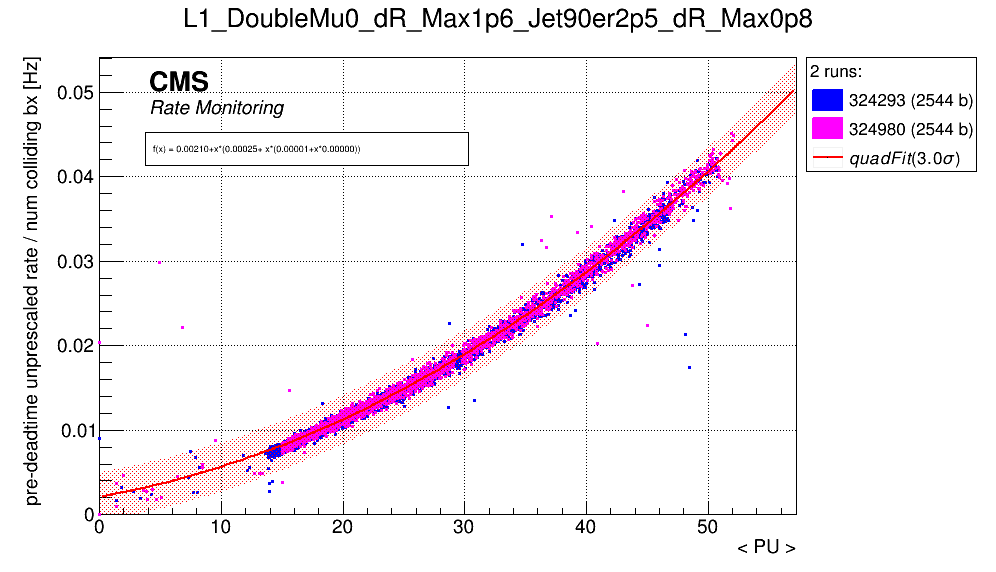 L1_DoubleMu0_dR_Max1p6_Jet90er2p5_dR_Max0p8
pre-deadtime unprescaled rate / num colliding bx [Hz]
CMS
Rate Monitoring
f(x) = 0.00210+x*(0.00025+ x*(0.00001+x*0.00000))
2 runs:
324293 (2544 b)
324980 (2544 b)
quadFit(3.0σ)
0.05
0.04
0.03
0.02
0.01
0
0 10 20 30 40 50
< PU >